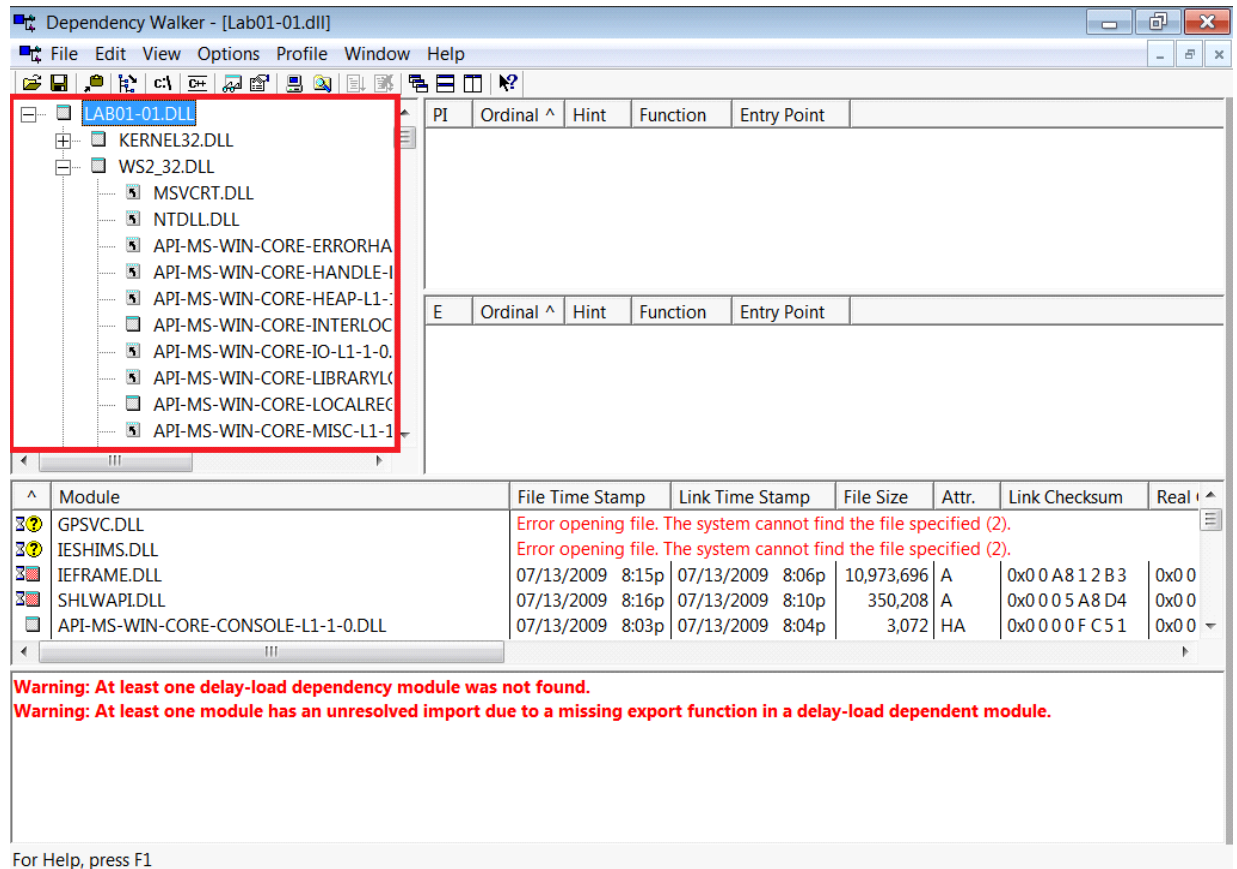 Dependency Walker - [Lab01-01.dll]
File Edit View Options Profile Window Help
c:\ C++
LAB01-01.DLL
KERNEL32.DLL
WS2_32.DLL
MSVCRT.DLL
NTDLL.DLL
API-MS-WIN-CORE-ERRORHA
API-MS-WIN-CORE-HANDLE-
API-MS-WIN-CORE-HEAP-L1-
API-MS-WIN-CORE-INTERLOC
API-MS-WIN-CORE-IO-L1-1-0.
API-MS-WIN-CORE-LIBRARYL
API-MS-WIN-CORE-LOCALREC
API-MS-WIN-CORE-MISC-L1-1
PI Ordinal ^ Hint Function Entry Point
E Ordinal ^ Hint Function Entry Point
^ Module File Time Stamp Link Time Stamp File Size Attr. Link Checksum Real
GPSVC.DLL Error opening file. The system cannot find the file specified (2).
IESHIMS.DLL Error opening file. The system cannot find the file specified (2).
IEFRAME.DLL 07/13/2009 8:15p 07/13/2009 8:06p 10,973,696 A 0x00A812B3 0x00
SHLWAPI.DLL 07/13/2009 8:16p 07/13/2009 8:10p 350,208 A 0x0005A8D4 0x00
API-MS-WIN-CORE-CONSOLE-L1-1-0.DLL 07/13/2009 8:03p 07/13/2009 8:04p 3,072 HA 0x0000FC51 0x00
Warning: At least one delay-load dependency module was not found.
Warning: At least one module has an unresolved import due to a missing export function in a delay-load dependent module.
For Help, press F1